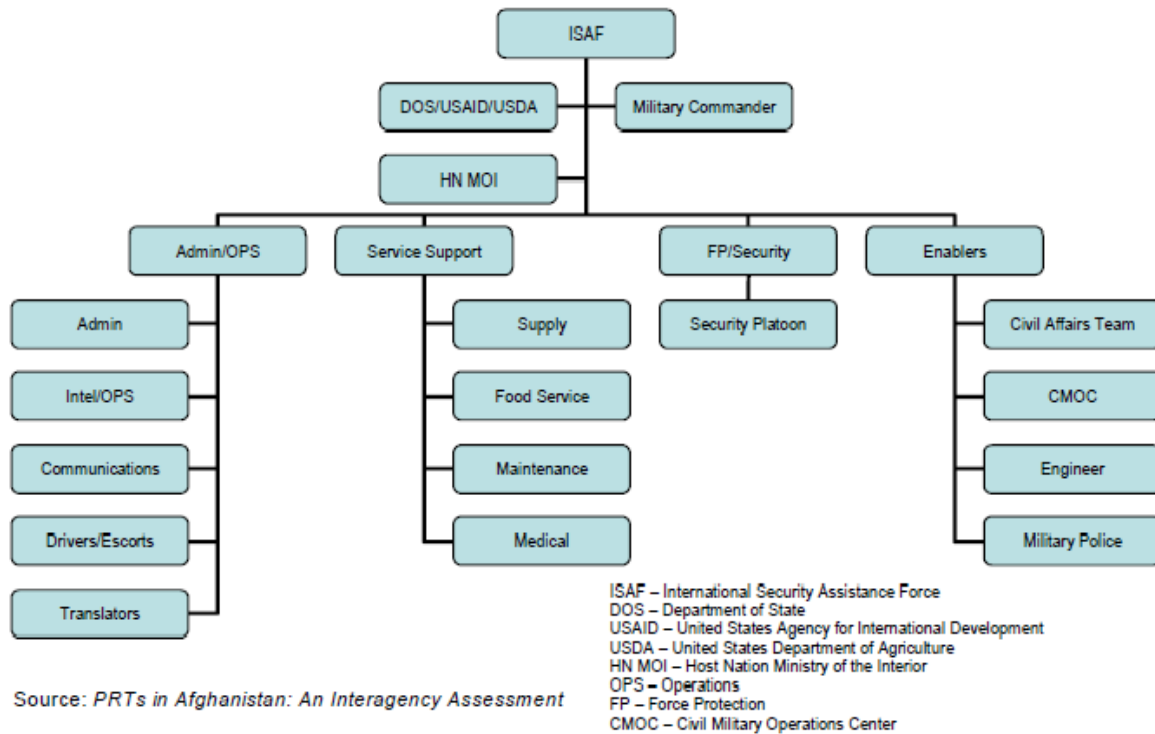 ISAF
DOS/USAID/USDA
Military Commander
HN MOI
Admin/OPS
Service Support
FP/Security
Enablers
Admin
Supply
Security Platoon
Civil Affairs Team
Intel/OPS
Food Service
CMOC
Communications
Maintenance
Engineer
Drivers/Escorts
Medical
Military Police
Translators
ISAF – International Security Assistance Force
DOS – Department of State
USAID – United States Agency for International Development
USDA – United States Department of Agriculture
HN MOI – Host Nation Ministry of the Interior
OPS – Operations
FP – Force Protection
CMOC – Civil Military Operations Center
Source: PRTs in Afghanistan: An Interagency Assessment